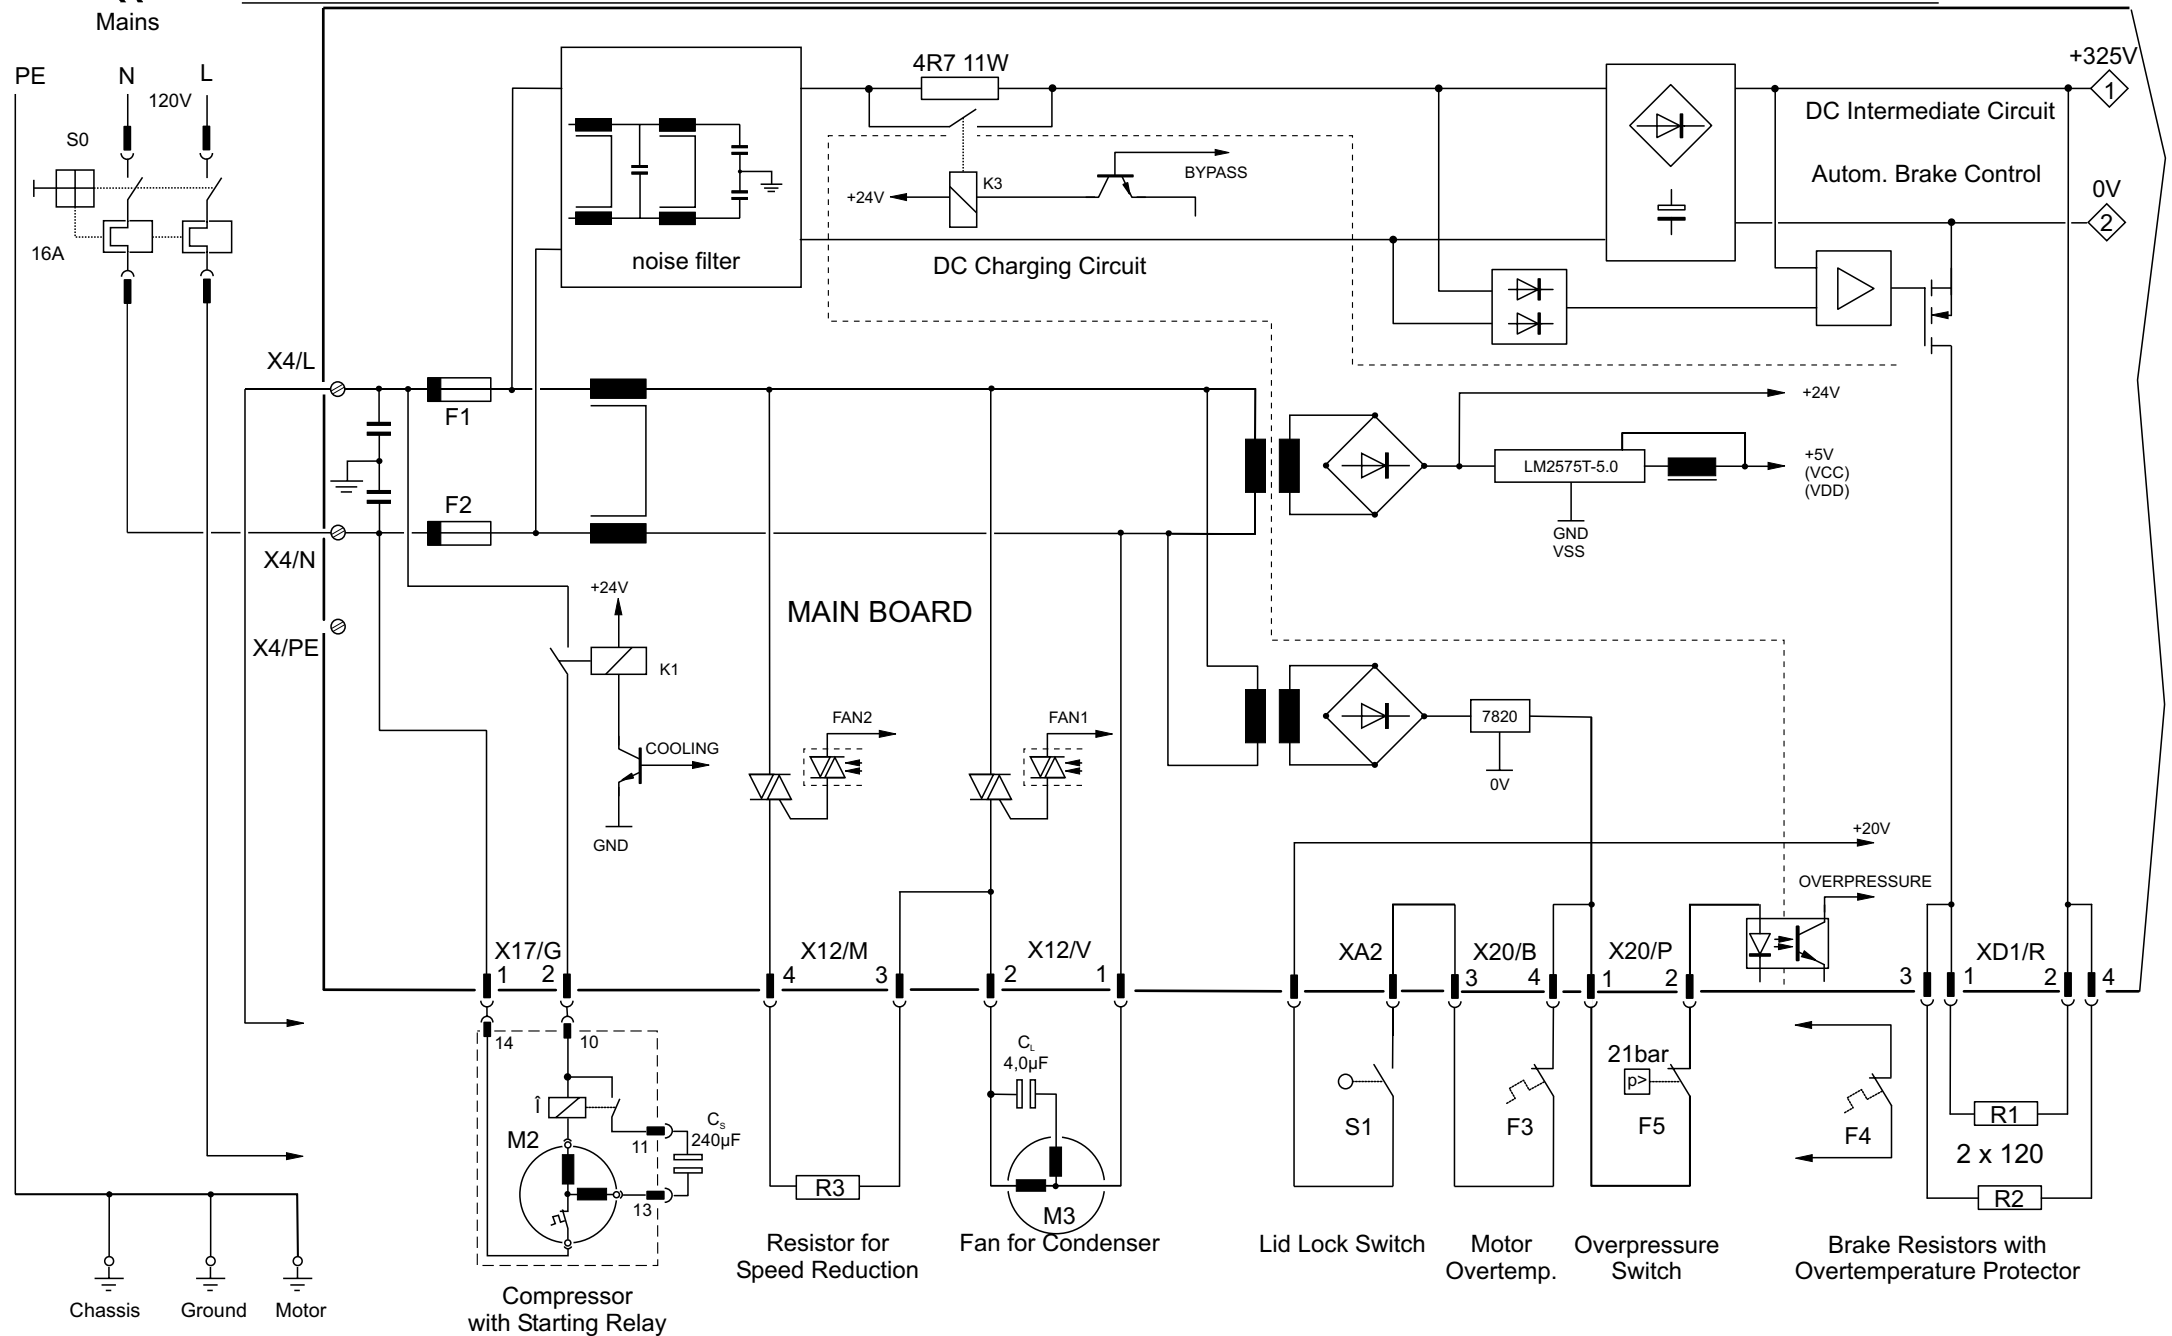 Mains
PE
N
L
120V
S0
16A
4R7 11W
+325V
1
DC Intermediate Circuit
Autom. Brake Control
0V
2
K3
+24V
BYPASS
noise filter
DC Charging Circuit
X4/L
F1
F2
X4/N
X4/PE
+24V
LM2575T-5.0
+5V
(VCC)
(VDD)
GND
VSS
+24V
MAIN BOARD
K1
COOLING
GND
FAN2
FAN1
7820
0V
+20V
OVERPRESSURE
X17/G
1
2
X12/M
4
3
X12/V
2
1
XA2
X20/B
3
4
X20/P
1
2
XD1/R
3
1
2
4
14
10
Î
M2
11
13
CS
240µF
CL
4,0µF
R3
M3
S1
F3
21bar
p>
F5
F4
R1
2 x 120
R2
Chassis
Ground
Motor
Compressor
with Starting Relay
Resistor for
Speed Reduction
Fan for Condenser
Lid Lock Switch
Motor
Overtemp.
Overpressure
Switch
Brake Resistors with
Overtemperature Protector